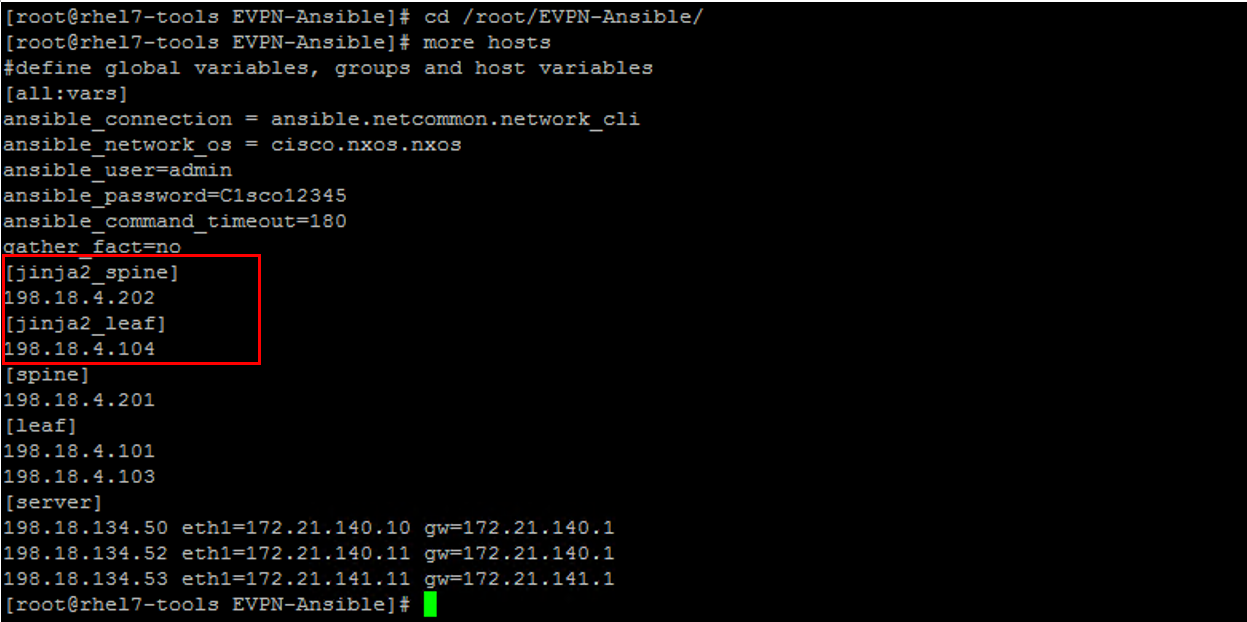 [root@rhel7-tools EVPN-Ansible]# cd /root/EVPN-Ansible/
[root@rhel7-tools EVPN-Ansible]# more hosts
#define global variables, groups and host variables
[all:vars]
ansible_connection = ansible.netcommon.network_cli
ansible_network_os = cisco.nxos.nxos
ansible_user=admin
ansible_password=C1sco12345
ansible_command_timeout=180
gather_fact=no
[jinja2_spine]
198.18.4.202
[jinja2_leaf]
198.18.4.104
[spine]
198.18.4.201
[leaf]
198.18.4.101
198.18.4.103
[server]
198.18.134.50 eth1=172.21.140.10 gw=172.21.140.1
198.18.134.52 eth1=172.21.140.11 gw=172.21.140.1
198.18.134.53 eth1=172.21.141.11 gw=172.21.141.1
[root@rhel7-tools EVPN-Ansible]#